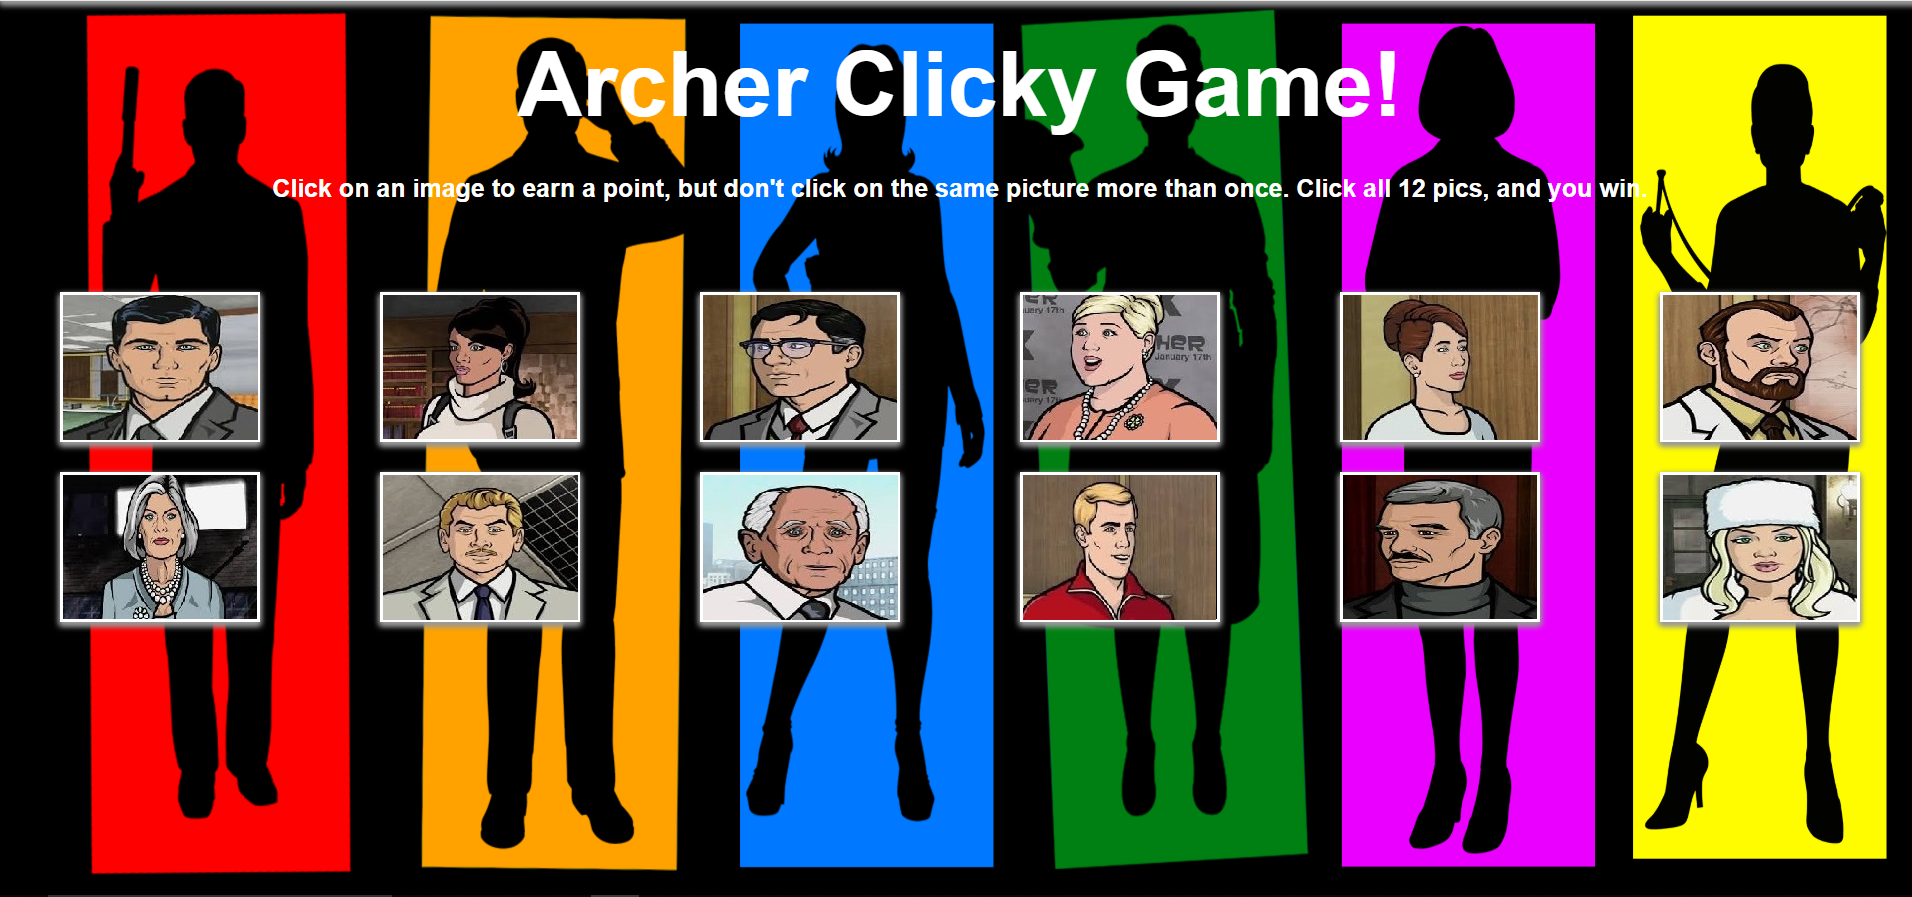 Archer Clicky Game!
Click on an image to earn a point, but don't click on the same picture more than once. Click all 12 pics, and you win.
ER
uary 17th
HER
January 17th
ER
uary 17th